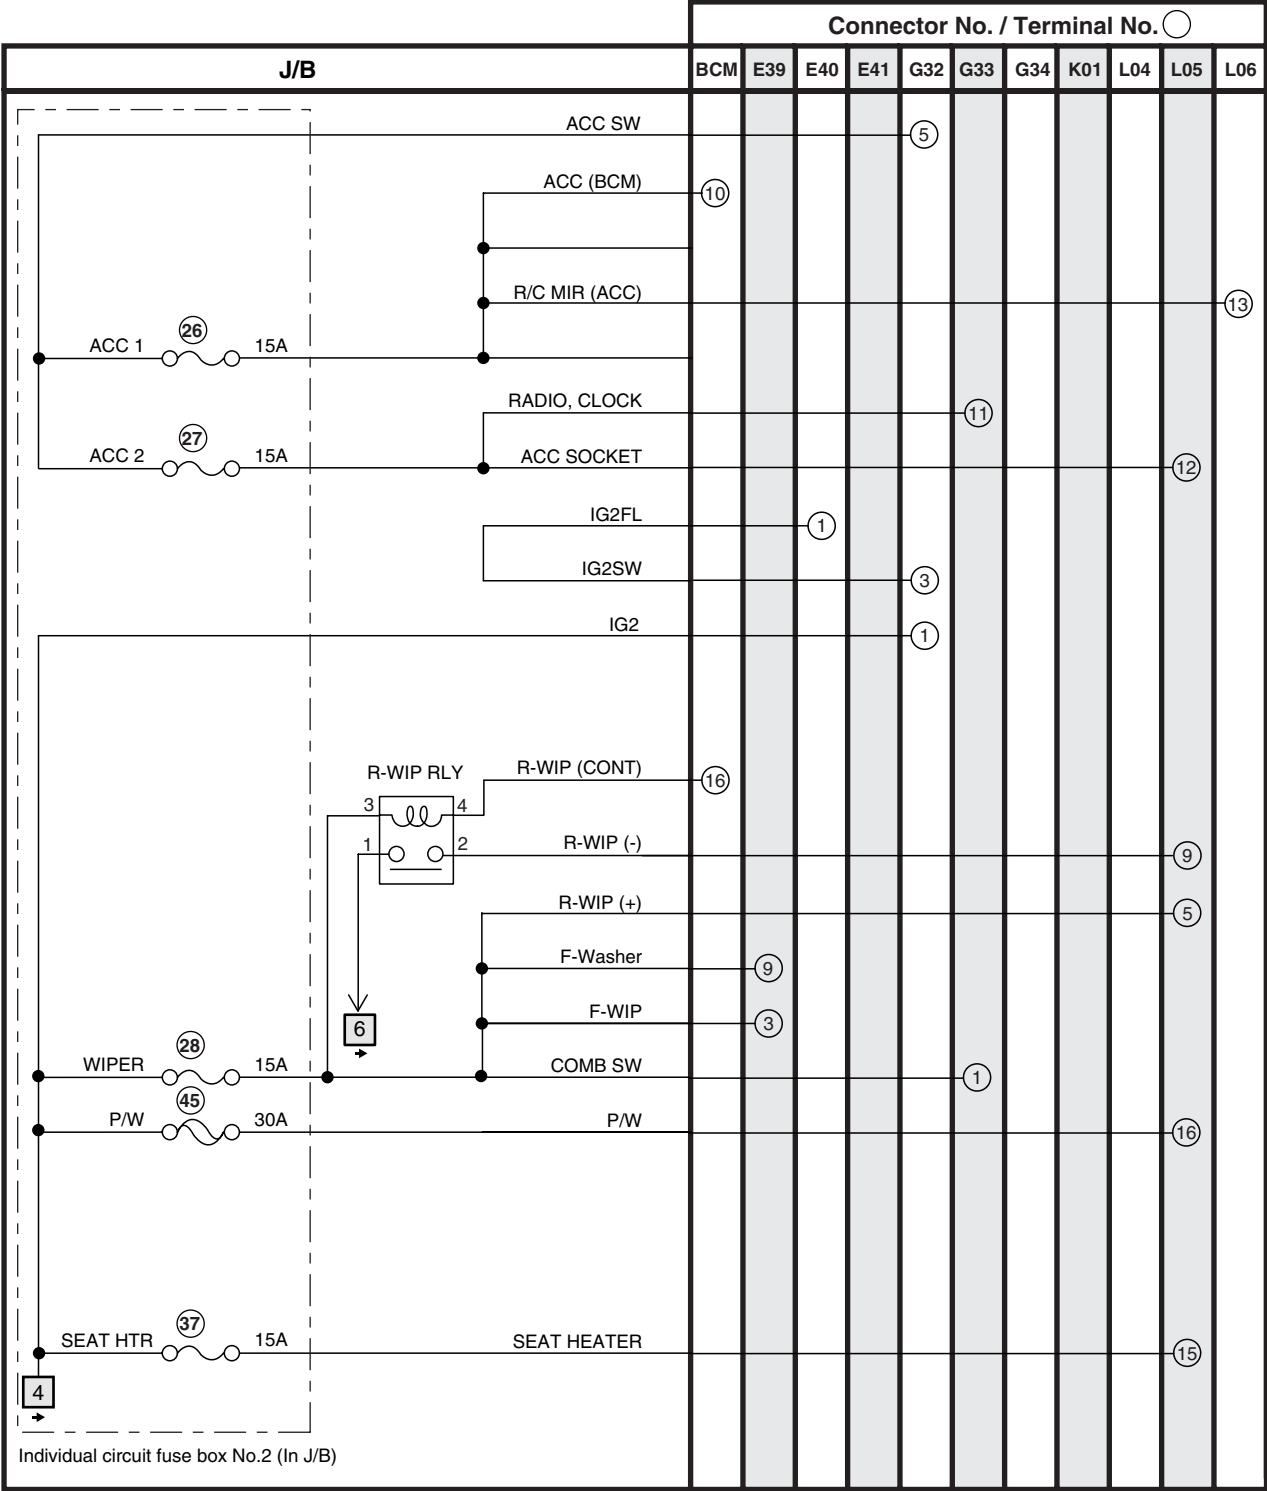 Connector No. / Terminal No.
J/B BCM E39 E40 E41 G32 G33 G34 K01 L04 L05 L06
ACC SW 5
ACC (BCM) 10
R/C MIR (ACC) 13
26
ACC 1 15A
RADIO, CLOCK 11
27
ACC 2 15A ACC SOCKET 12
IG2FL 1
IG2SW 3
IG2 1
R-WIP RLY R-WIP (CONT) 16
3 4
1 2 R-WIP (-) 9
R-WIP (+) 5
F-Washer 9
F-WIP 3
6
28
WIPER 15A COMB SW 1
45
P/W 30A P/W 16
37
SEAT HTR 15A SEAT HEATER 15
4
Individual circuit fuse box No.2 (In J/B)